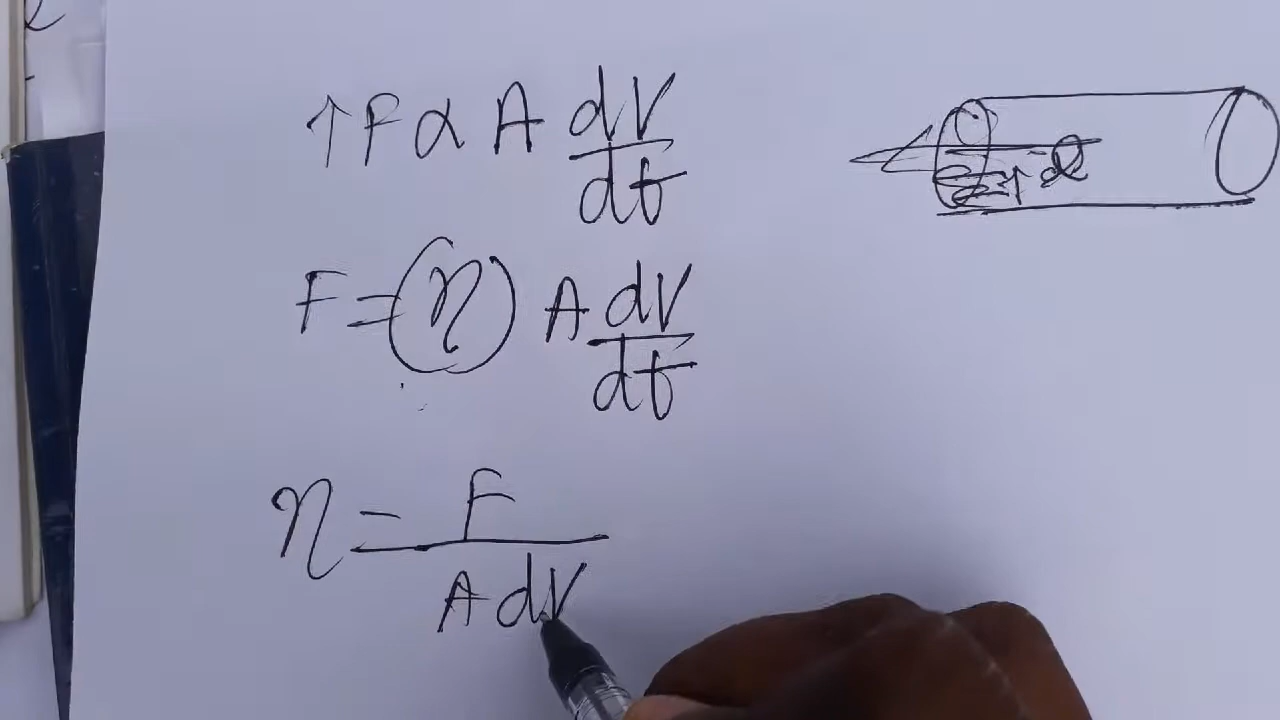 ↑ F α A dV/dt
F = η A dV/dt
η = F / A dV